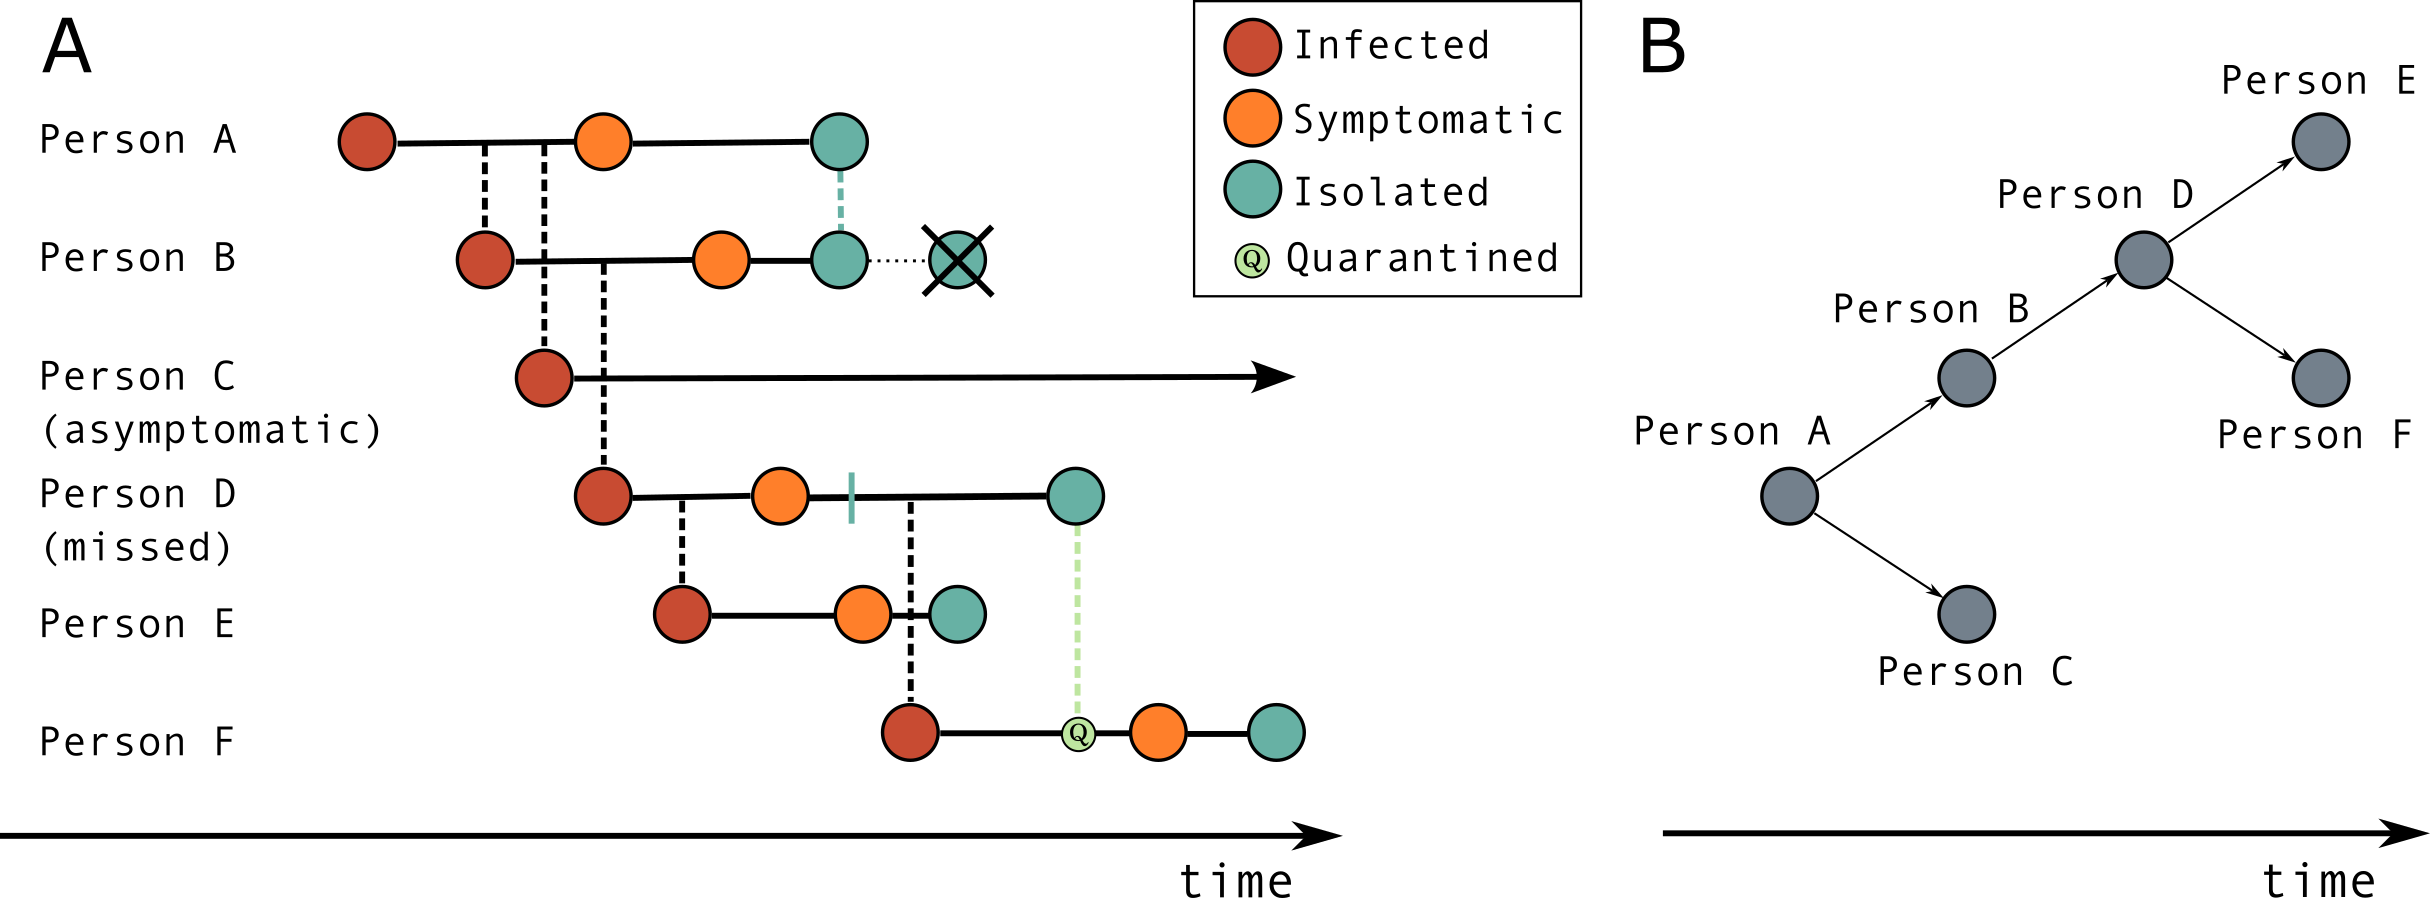 A
Person A
Person B
Person C
(asymptomatic)
Person D
(missed)
Person E
Person F
Q
time
Infected
Symptomatic
Isolated
Q Quarantined
B
Person E
Person D
Person B
Person F
Person A
Person C
time